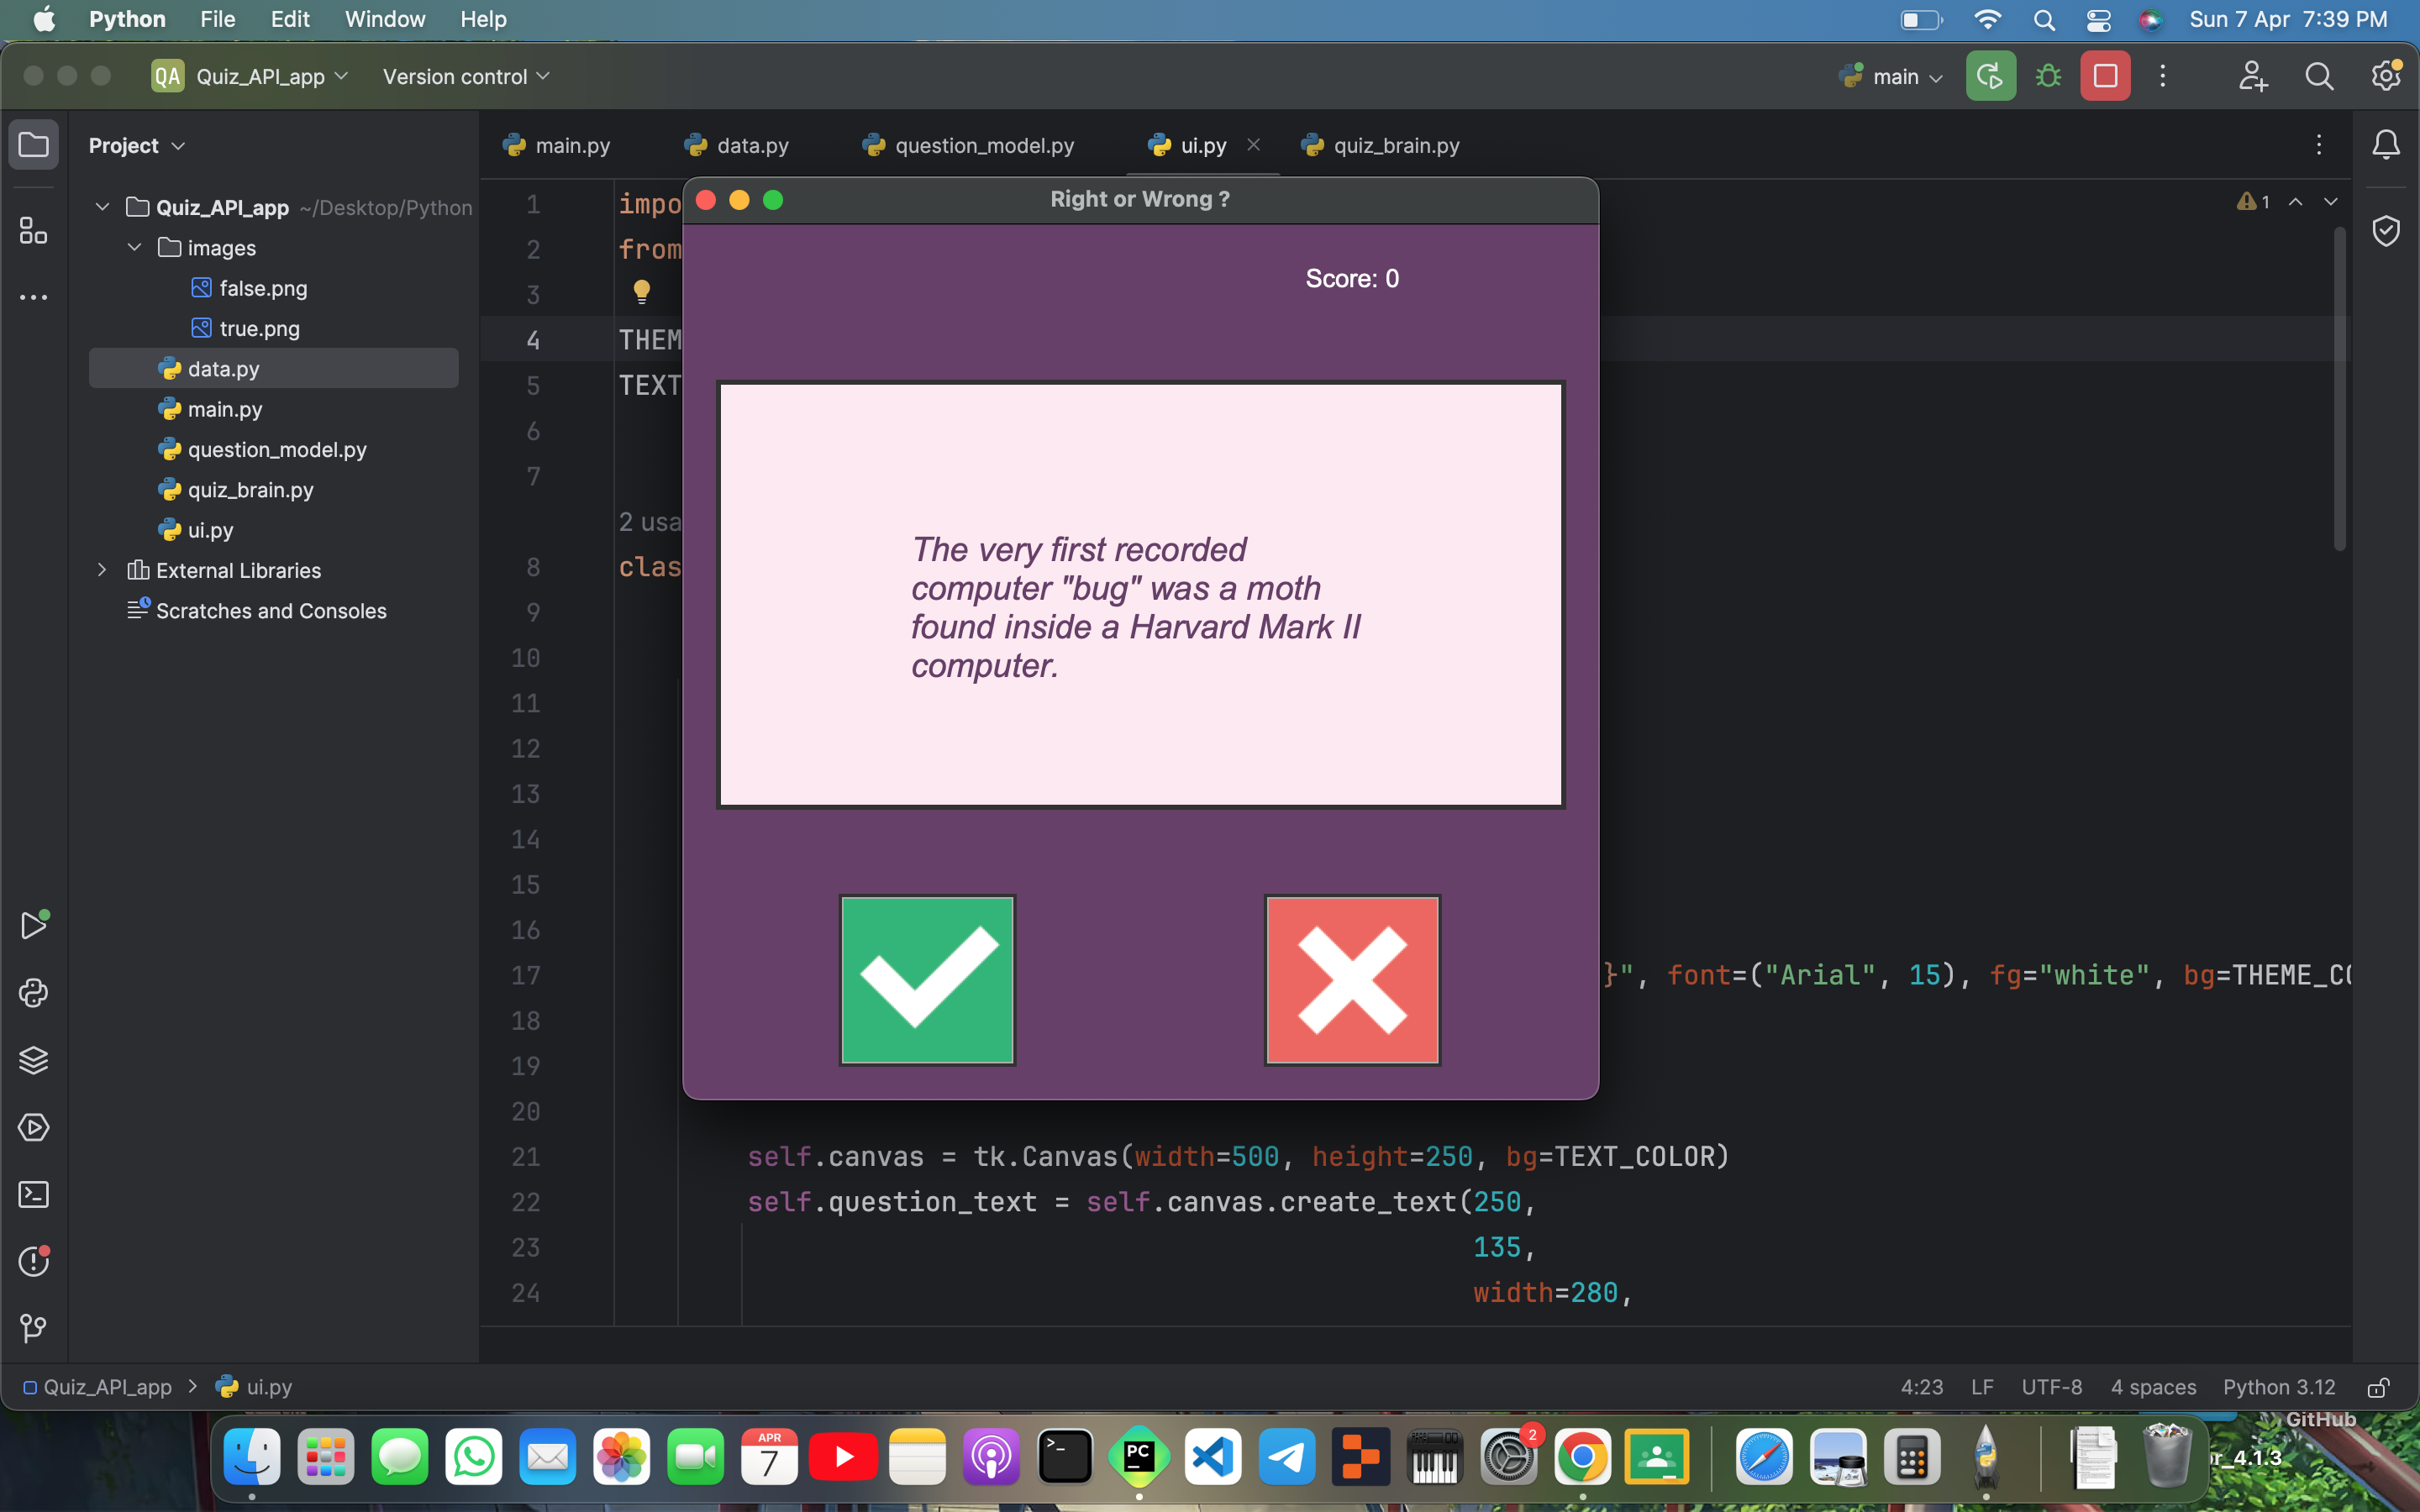 Python File Edit Window Help Sun 7 Apr 7:39 PM
QA Quiz_API_app Version control main
Project main.py data.py question_model.py ui.py quiz_brain.py
Quiz_API_app ~/Desktop/Python
images
false.png
true.png
data.py
main.py
question_model.py
quiz_brain.py
ui.py
External Libraries
Scratches and Consoles
Right or Wrong ?
Score: 0
The very first recorded
computer "bug" was a moth
found inside a Harvard Mark II
computer.
1 impo 1
2 from
3
4 THEM
5 TEXT
6
7
2 usa
8 clas
9
10
11
12
13
14
15
16
17 }", font=("Arial", 15), fg="white", bg=THEME_CO
18
19
20
21 self.canvas = tk.Canvas(width=500, height=250, bg=TEXT_COLOR)
22 self.question_text = self.canvas.create_text(250,
23 135,
24 width=280,
Quiz_API_app ui.py 4:23 LF UTF-8 4 spaces Python 3.12
GitHub
APR
7
PC
2
r_4.1.3